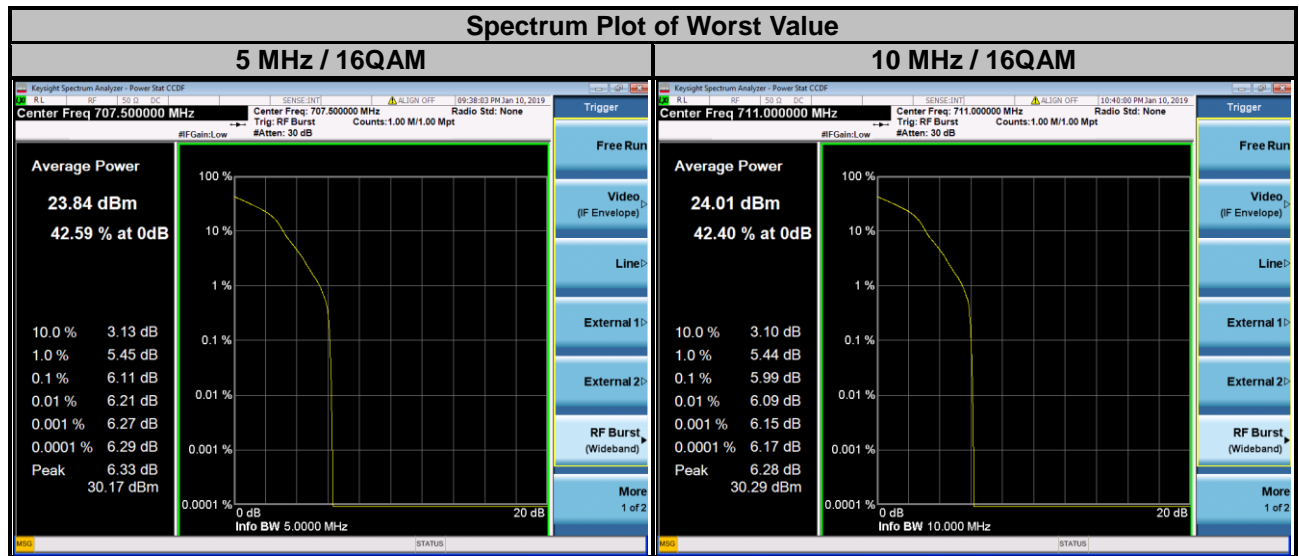 Spectrum Plot of Worst Value
5 MHz / 16QAM
Keysight Spectrum Analyzer - Power Stat CCDF
RL RF 50 Ω DC SENSE:INT ALIGN OFF 09:38:03 PM Jan 10, 2019
Center Freq 707.500000 MHz
Center Freq: 707.500000 MHz Radio Std: None
Trig: RF Burst Counts:1.00 M/1.00 Mpt
#IFGain:Low #Atten: 30 dB
Average Power
23.84 dBm
42.59 % at 0dB
10.0 % 3.13 dB
1.0 % 5.45 dB
0.1 % 6.11 dB
0.01 % 6.21 dB
0.001 % 6.27 dB
0.0001 % 6.29 dB
Peak 6.33 dB
30.17 dBm
100 %
10 %
1 %
0.1 %
0.01 %
0.001 %
0.0001 %
0 dB 20 dB
Info BW 5.0000 MHz
Trigger
Free Run
Video
(IF Envelope)
Line
External 1
External 2
RF Burst
(Wideband)
More
1 of 2
MSG STATUS
10 MHz / 16QAM
Keysight Spectrum Analyzer - Power Stat CCDF
RL RF 50 Ω DC SENSE:INT ALIGN OFF 10:40:00 PM Jan 10, 2019
Center Freq 711.000000 MHz
Center Freq: 711.000000 MHz Radio Std: None
Trig: RF Burst Counts:1.00 M/1.00 Mpt
#IFGain:Low #Atten: 30 dB
Average Power
24.01 dBm
42.40 % at 0dB
10.0 % 3.10 dB
1.0 % 5.44 dB
0.1 % 5.99 dB
0.01 % 6.09 dB
0.001 % 6.15 dB
0.0001 % 6.17 dB
Peak 6.28 dB
30.29 dBm
100 %
10 %
1 %
0.1 %
0.01 %
0.001 %
0.0001 %
0 dB 20 dB
Info BW 10.000 MHz
Trigger
Free Run
Video
(IF Envelope)
Line
External 1
External 2
RF Burst
(Wideband)
More
1 of 2
MSG STATUS